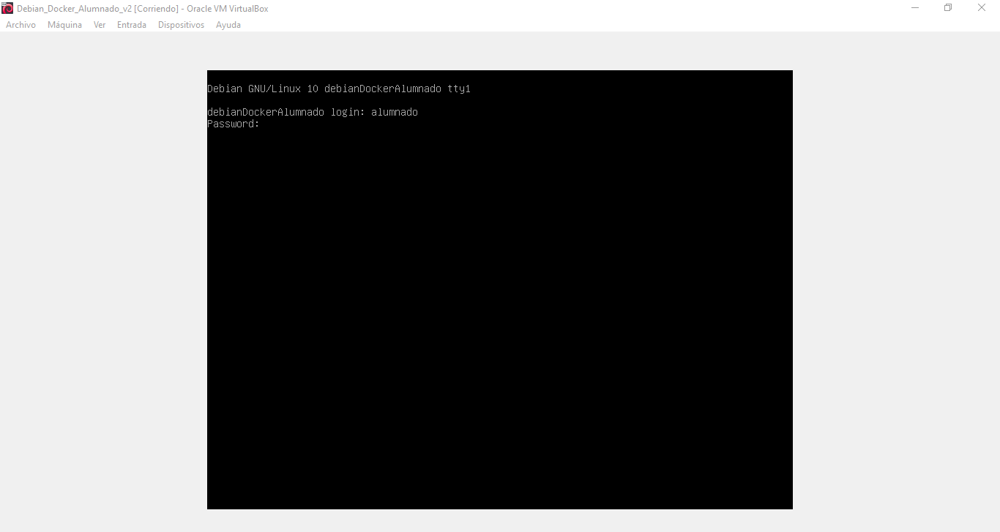 Debian_Docker_Alumnado_v2 [Corriendo] - Oracle VM VirtualBox
Archivo Máquina Ver Entrada Dispositivos Ayuda
Debian GNU/Linux 10 debianDockerAlumnado tty1
debianDockerAlumnado login: alumnado
Password: